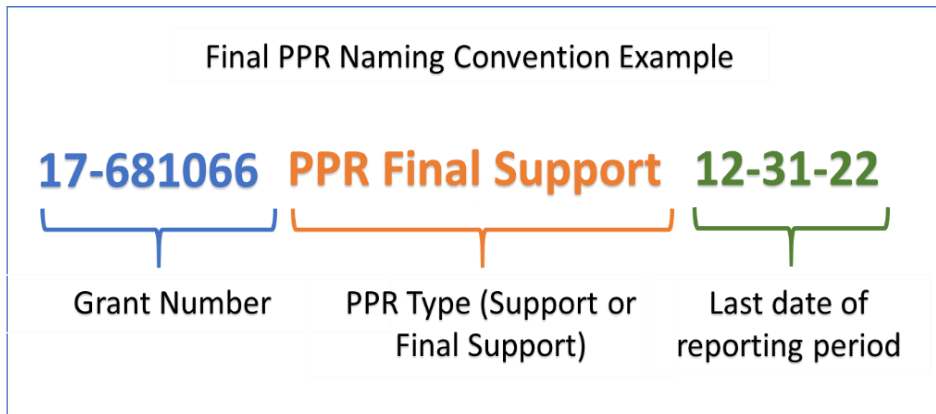 Final PPR Naming Convention Example
17-681066 PPR Final Support 12-31-22
Grant Number
PPR Type (Support or
Final Support)
Last date of
reporting period